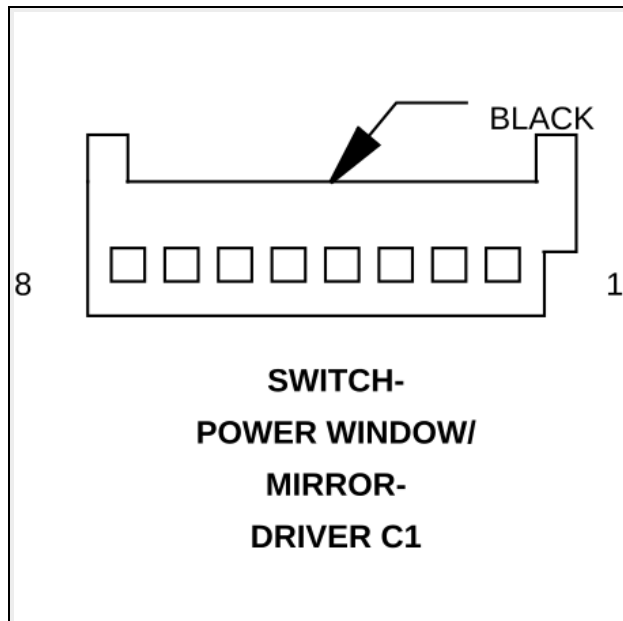 BLACK
8
1
SWITCH-
POWER WINDOW/
MIRROR-
DRIVER C1